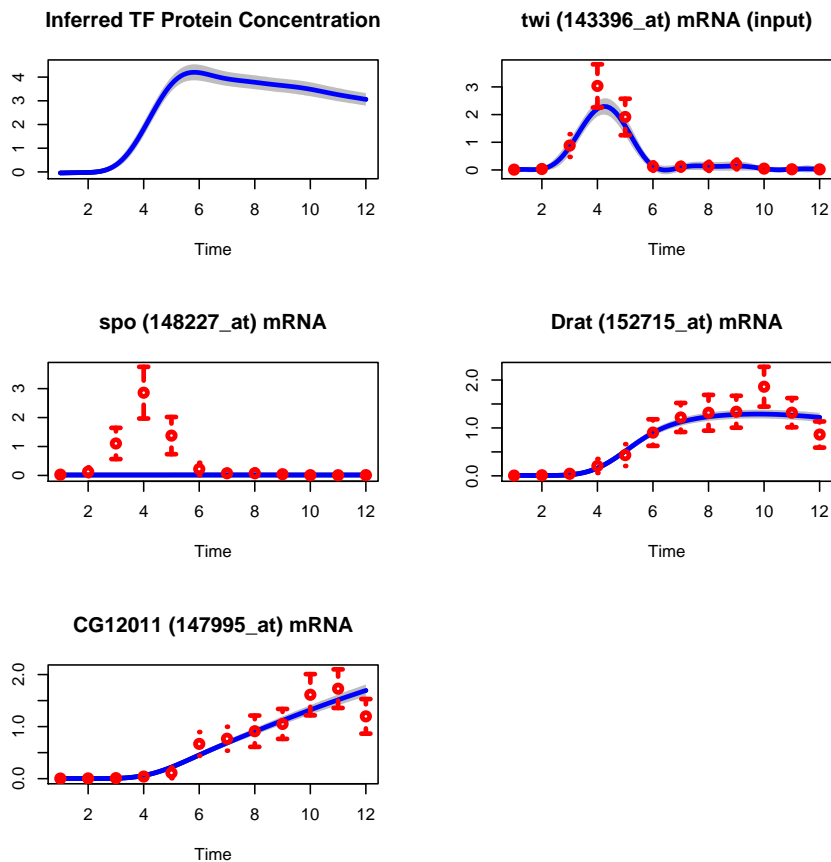 Inferred TF Protein Concentration
0 1 2 3 4
2 4 6 8 10 12
Time
twi (143396_at) mRNA (input)
0 1 2 3
2 4 6 8 10 12
Time
spo (148227_at) mRNA
0 1 2 3
2 4 6 8 10 12
Time
Drat (152715_at) mRNA
0.0 1.0 2.0
2 4 6 8 10 12
Time
CG12011 (147995_at) mRNA
0.0 1.0 2.0
2 4 6 8 10 12
Time